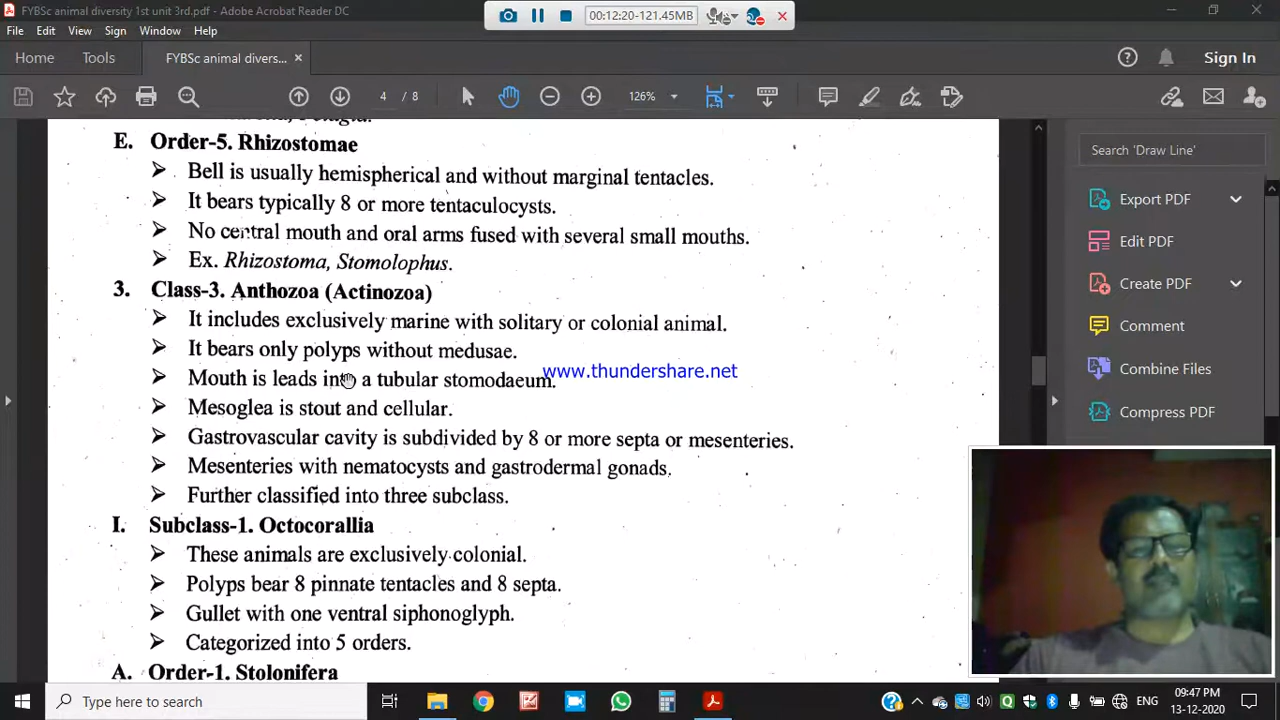 FYBSc animal diversity 1st unit 3rd.pdf - Adobe Acrobat Reader DC
00:12:20-121.45MB
File Edit View Sign Window Help
Home Tools FYBSc animal divers... Sign In
4 / 8 126%
E. Order-5. Rhizostomae
Bell is usually hemispherical and without marginal tentacles.
It bears typically 8 or more tentaculocysts.
No central mouth and oral arms fused with several small mouths.
Ex. Rhizostoma, Stomolophus.
3. Class-3. Anthozoa (Actinozoa)
It includes exclusively marine with solitary or colonial animal.
It bears only polyps without medusae.
www.thundershare.net
Mouth is leads into a tubular stomodaeum.
Mesoglea is stout and cellular.
Gastrovascular cavity is subdivided by 8 or more septa or mesenteries.
Mesenteries with nematocysts and gastrodermal gonads.
Further classified into three subclass.
I. Subclass-1. Octocorallia
These animals are exclusively colonial.
Polyps bear 8 pinnate tentacles and 8 septa.
Gullet with one ventral siphonoglyph.
Categorized into 5 orders.
A. Order-1. Stolonifera
Search 'Draw Line'
Export PDF
Edit PDF
Create PDF
Comment
Combine Files
Compress PDF
Type here to search
ENG
09:47 PM
13-12-2020